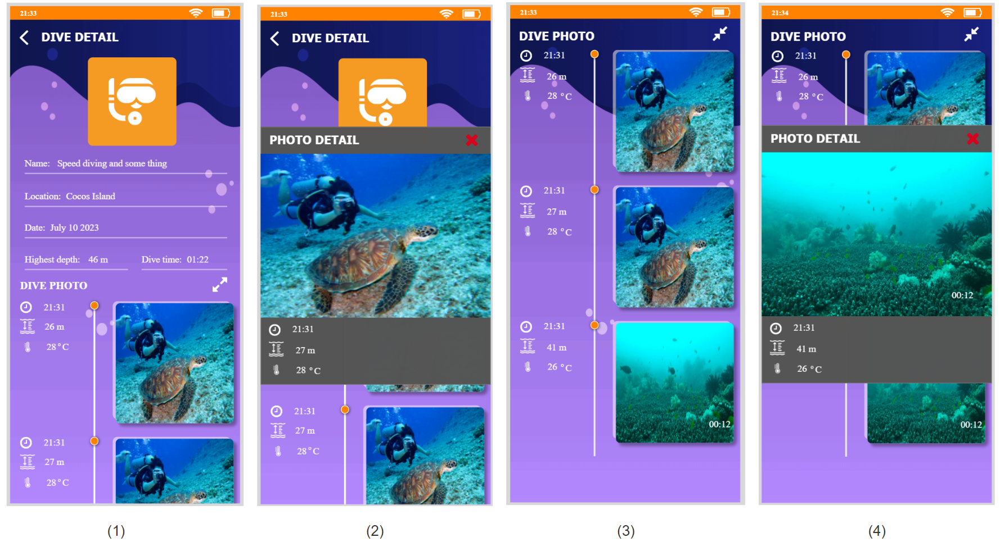 21:33
DIVE DETAIL
Name: Speed diving and some thing
Location: Cocos Island
Date: July 10 2023
Highest depth: 46 m Dive time: 01:22
DIVE PHOTO
21:31
26 m
28 °C
21:31
27 m
28 °C
(1)
21:33
DIVE DETAIL
PHOTO DETAIL
21:31
27 m
28 °C
21:31
27 m
28 °C
(2)
21:33
DIVE PHOTO
21:31
26 m
28 °C
21:31
27 m
28 °C
21:31
41 m
26 °C
00:12
(3)
21:34
DIVE PHOTO
21:31
26 m
28 °C
PHOTO DETAIL
00:12
21:31
41 m
26 °C
00:12
(4)